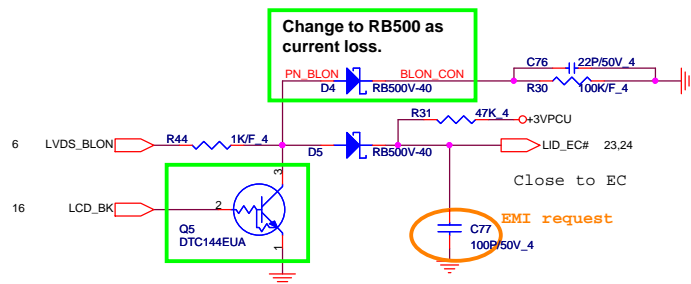 Change to RB500 as
current loss.
PN_BLON
BLON_CON
D4
RB500V-40
C76
22P/50V_4
R30
100K/F_4
R31
47K_4
+3VPCU
6
LVDS_BLON
R44
1K/F_4
D5
RB500V-40
LID_EC#
23,24
Close to EC
3
16
LCD_BK
2
Q5
DTC144EUA
1
EMI request
C77
100P/50V_4